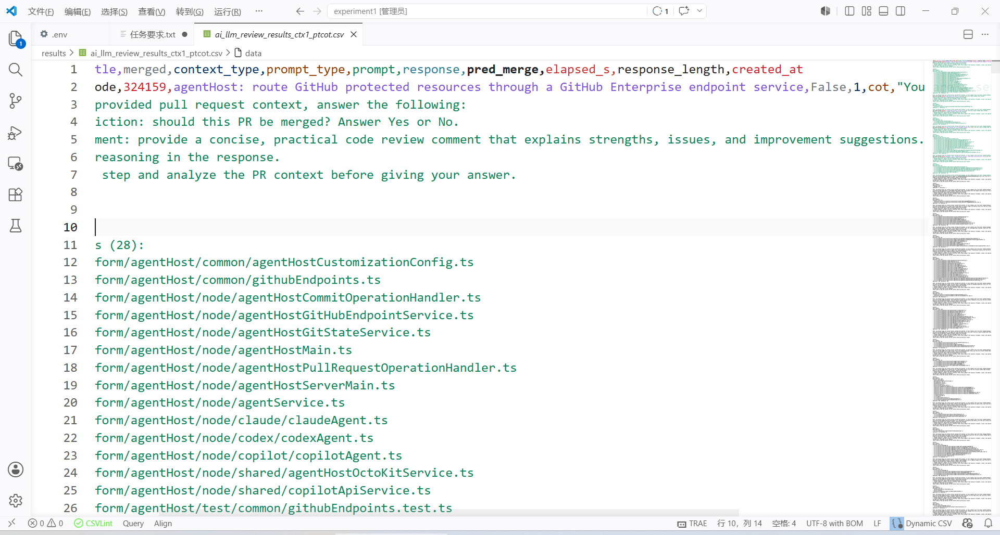 文件(F) 编辑(E) 选择(S) 查看(V) 转到(G) 运行(R) ··· experiment1 [管理员] 1
.env 任务要求.txt ai_llm_review_results_ctx1_ptcot.csv
1
results > ai_llm_review_results_ctx1_ptcot.csv > data
1 tle,merged,context_type,prompt_type,prompt,response,pred_merge,elapsed_s,response_length,created_at
2 ode,324159,agentHost: route GitHub protected resources through a GitHub Enterprise endpoint service,False,1,cot,"You
3 provided pull request context, answer the following:
4 iction: should this PR be merged? Answer Yes or No.
5 ment: provide a concise, practical code review comment that explains strengths, issues, and improvement suggestions.
6 reasoning in the response.
7 step and analyze the PR context before giving your answer.
8
9
10
11 s (28):
12 form/agentHost/common/agentHostCustomizationConfig.ts
13 form/agentHost/common/githubEndpoints.ts
14 form/agentHost/node/agentHostCommitOperationHandler.ts
15 form/agentHost/node/agentHostGitHubEndpointService.ts
16 form/agentHost/node/agentHostGitStateService.ts
17 form/agentHost/node/agentHostMain.ts
18 form/agentHost/node/agentHostPullRequestOperationHandler.ts
19 form/agentHost/node/agentHostServerMain.ts
20 form/agentHost/node/agentService.ts
21 form/agentHost/node/claude/claudeAgent.ts
22 form/agentHost/node/codex/codexAgent.ts
23 form/agentHost/node/copilot/copilotAgent.ts
24 form/agentHost/node/shared/agentHostOctoKitService.ts
25 form/agentHost/node/shared/copilotApiService.ts
26 form/agentHost/test/common/githubEndpoints.test.ts
0 0 CSVLint Query Align TRAE 行 10, 列 14 空格: 4 UTF-8 with BOM LF Dynamic CSV